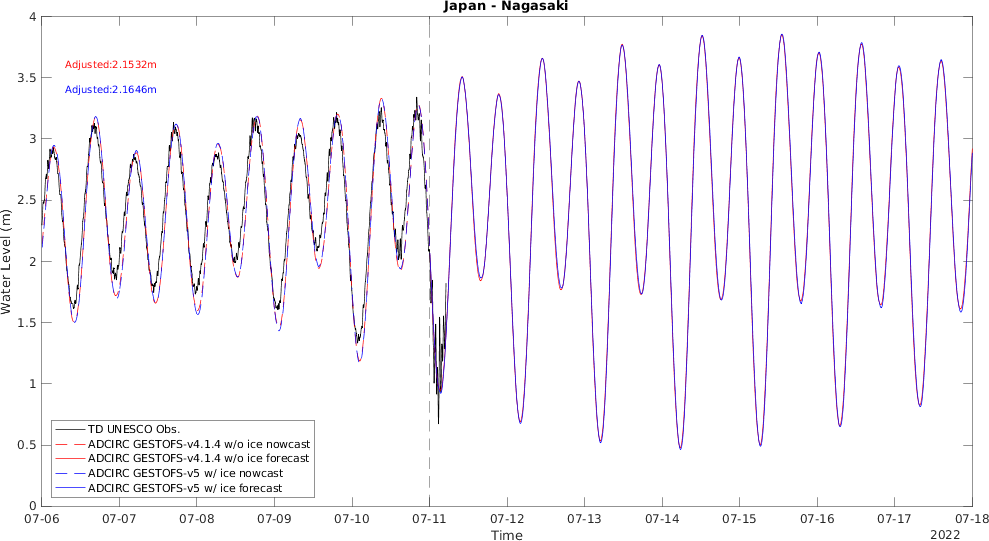 Japan - Nagasaki
4
3.5
3
2.5
2
1.5
1
0.5
0
Water Level (m)
Adjusted:2.1532m
Adjusted:2.1646m
TD UNESCO Obs.
ADCIRC GESTOFS-v4.1.4 w/o ice nowcast
ADCIRC GESTOFS-v4.1.4 w/o ice forecast
ADCIRC GESTOFS-v5 w/ ice nowcast
ADCIRC GESTOFS-v5 w/ ice forecast
07-06 07-07 07-08 07-09 07-10 07-11 07-12 07-13 07-14 07-15 07-16 07-17 07-18
Time
2022